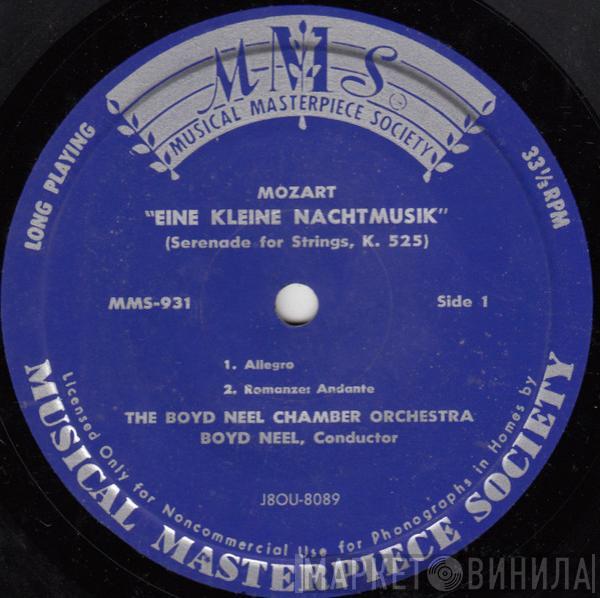 M-M-S
MUSICAL MASTERPIECE SOCIETY
LONG PLAYING
33⅓ RPM
MOZART
"EINE KLEINE NACHTMUSIK"
(Serenade for Strings, K. 525)
MMS-931
Side 1
1. Allegro
2. Romanze: Andante
THE BOYD NEEL CHAMBER ORCHESTRA
BOYD NEEL, Conductor
J8OU-8089
Licensed Only for Noncommercial Use for Phonographs in Homes by
MUSICAL MASTERPIECE SOCIETY
МАРКЕТ ВИНИЛА